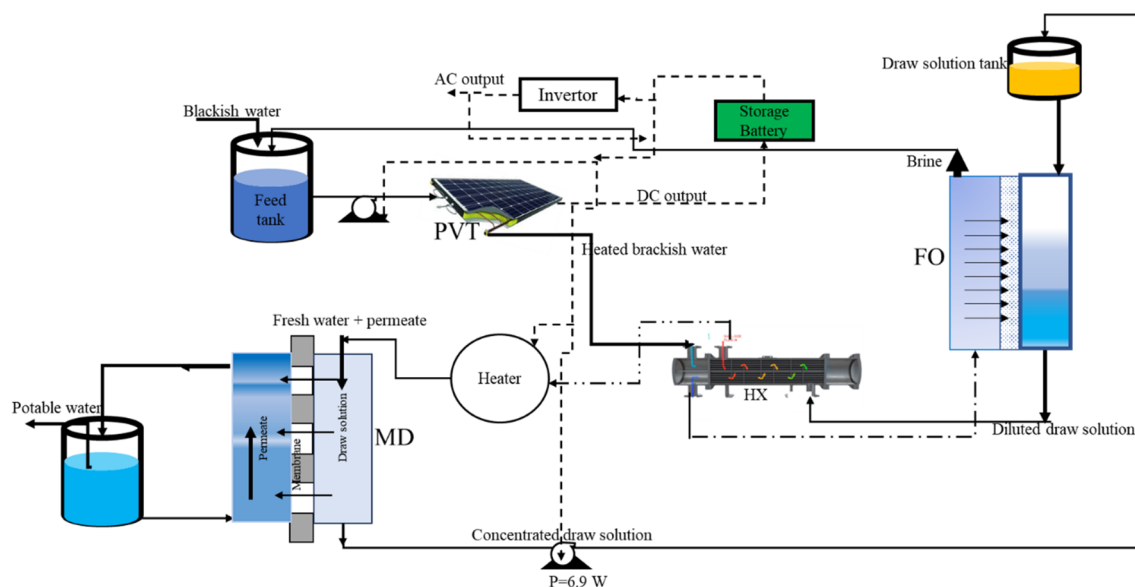 Draw solution tank
AC output
Invertor
Storage
Battery
Blackish water
Brine
Feed
tank
PVT
DC output
Heated brackish water
FO
Fresh water + permeate
Heater
HX
Potable water
Permeate
Membrane
Draw solution
MD
Diluted draw solution
Concentrated draw solution
P=6.9 W